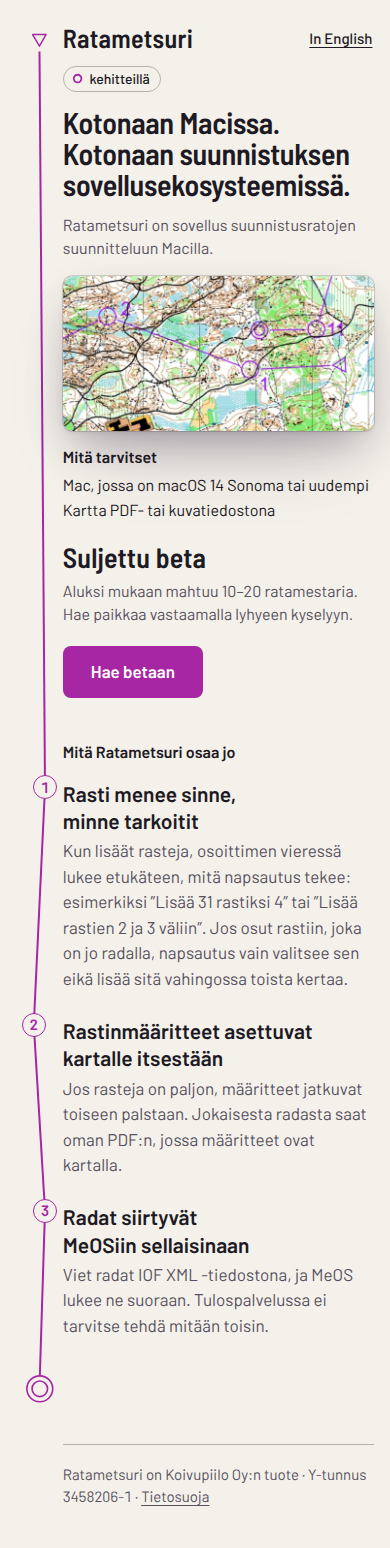 Ratametsuri
In English
kehitteillä
Kotonaan Macissa.
Kotonaan suunnistuksen
sovellusekosysteemissä.
Ratametsuri on sovellus suunnistusratojen
suunnitteluun Macilla.
2
11
1
Mitä tarvitset
Mac, jossa on macOS 14 Sonoma tai uudempi
Kartta PDF- tai kuvatiedostona
Suljettu beta
Aluksi mukaan mahtuu 10–20 ratamestaria.
Hae paikkaa vastaamalla lyhyeen kyselyyn.
Hae betaan
Mitä Ratametsuri osaa jo
1
Rasti menee sinne,
minne tarkoitit
Kun lisäät rasteja, osoittimen vieressä
lukee etukäteen, mitä napsautus tekee:
esimerkiksi ”Lisää 31 rastiksi 4” tai ”Lisää
rastien 2 ja 3 väliin”. Jos osut rastiin, joka
on jo radalla, napsautus vain valitsee sen
eikä lisää sitä vahingossa toista kertaa.
2
Rastinmääritteet asettuvat
kartalle itsestään
Jos rasteja on paljon, määritteet jatkuvat
toiseen palstaan. Jokaisesta radasta saat
oman PDF:n, jossa määritteet ovat
kartalla.
3
Radat siirtyvät
MeOSiin sellaisinaan
Viet radat IOF XML -tiedostona, ja MeOS
lukee ne suoraan. Tulospalvelussa ei
tarvitse tehdä mitään toisin.
Ratametsuri on Koivupiilo Oy:n tuote · Y-tunnus
3458206-1 · Tietosuoja